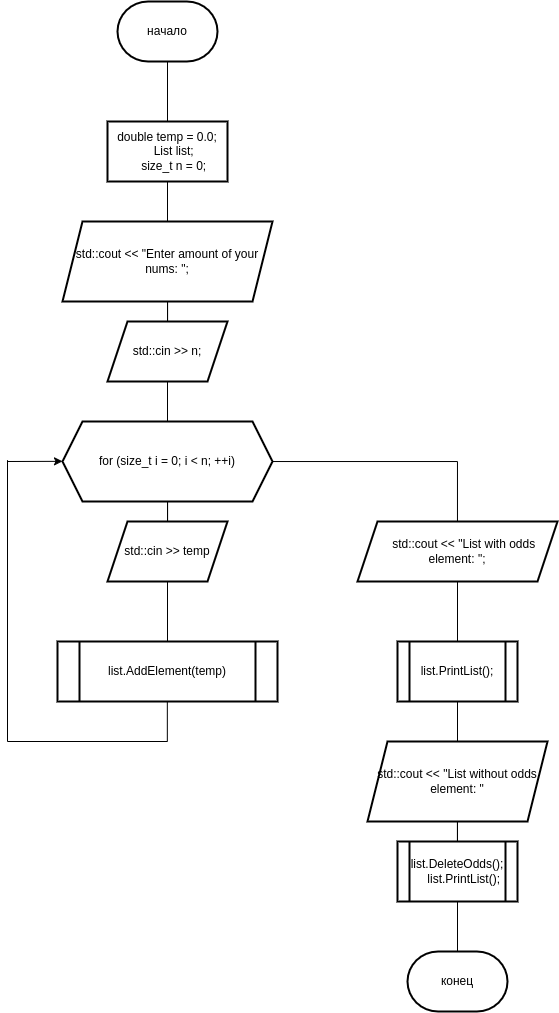 начало
double temp = 0.0;
List list;
size_t n = 0;
std::cout << "Enter amount of your
nums: ";
std::cin >> n;
for (size_t i = 0; i < n; ++i)
std::cin >> temp
list.AddElement(temp)
std::cout << "List with odds
element: ";
list.PrintList();
std::cout << "List without odds
element: "
list.DeleteOdds();
list.PrintList();
конец